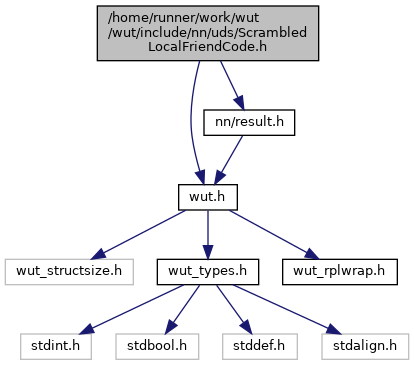 /home/runner/work/wut
/wut/include/nn/uds/Scrambled
LocalFriendCode.h
nn/result.h
wut.h
wut_structsize.h
wut_types.h
wut_rplwrap.h
stdint.h
stdbool.h
stddef.h
stdalign.h